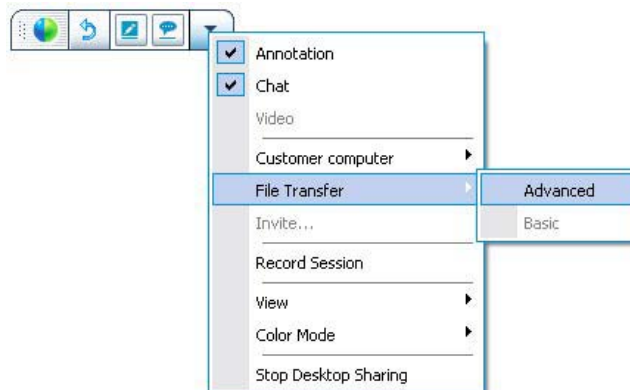 Annotation
Chat
Video
Customer computer
File Transfer
Advanced
Basic
Invite...
Record Session
View
Color Mode
Stop Desktop Sharing